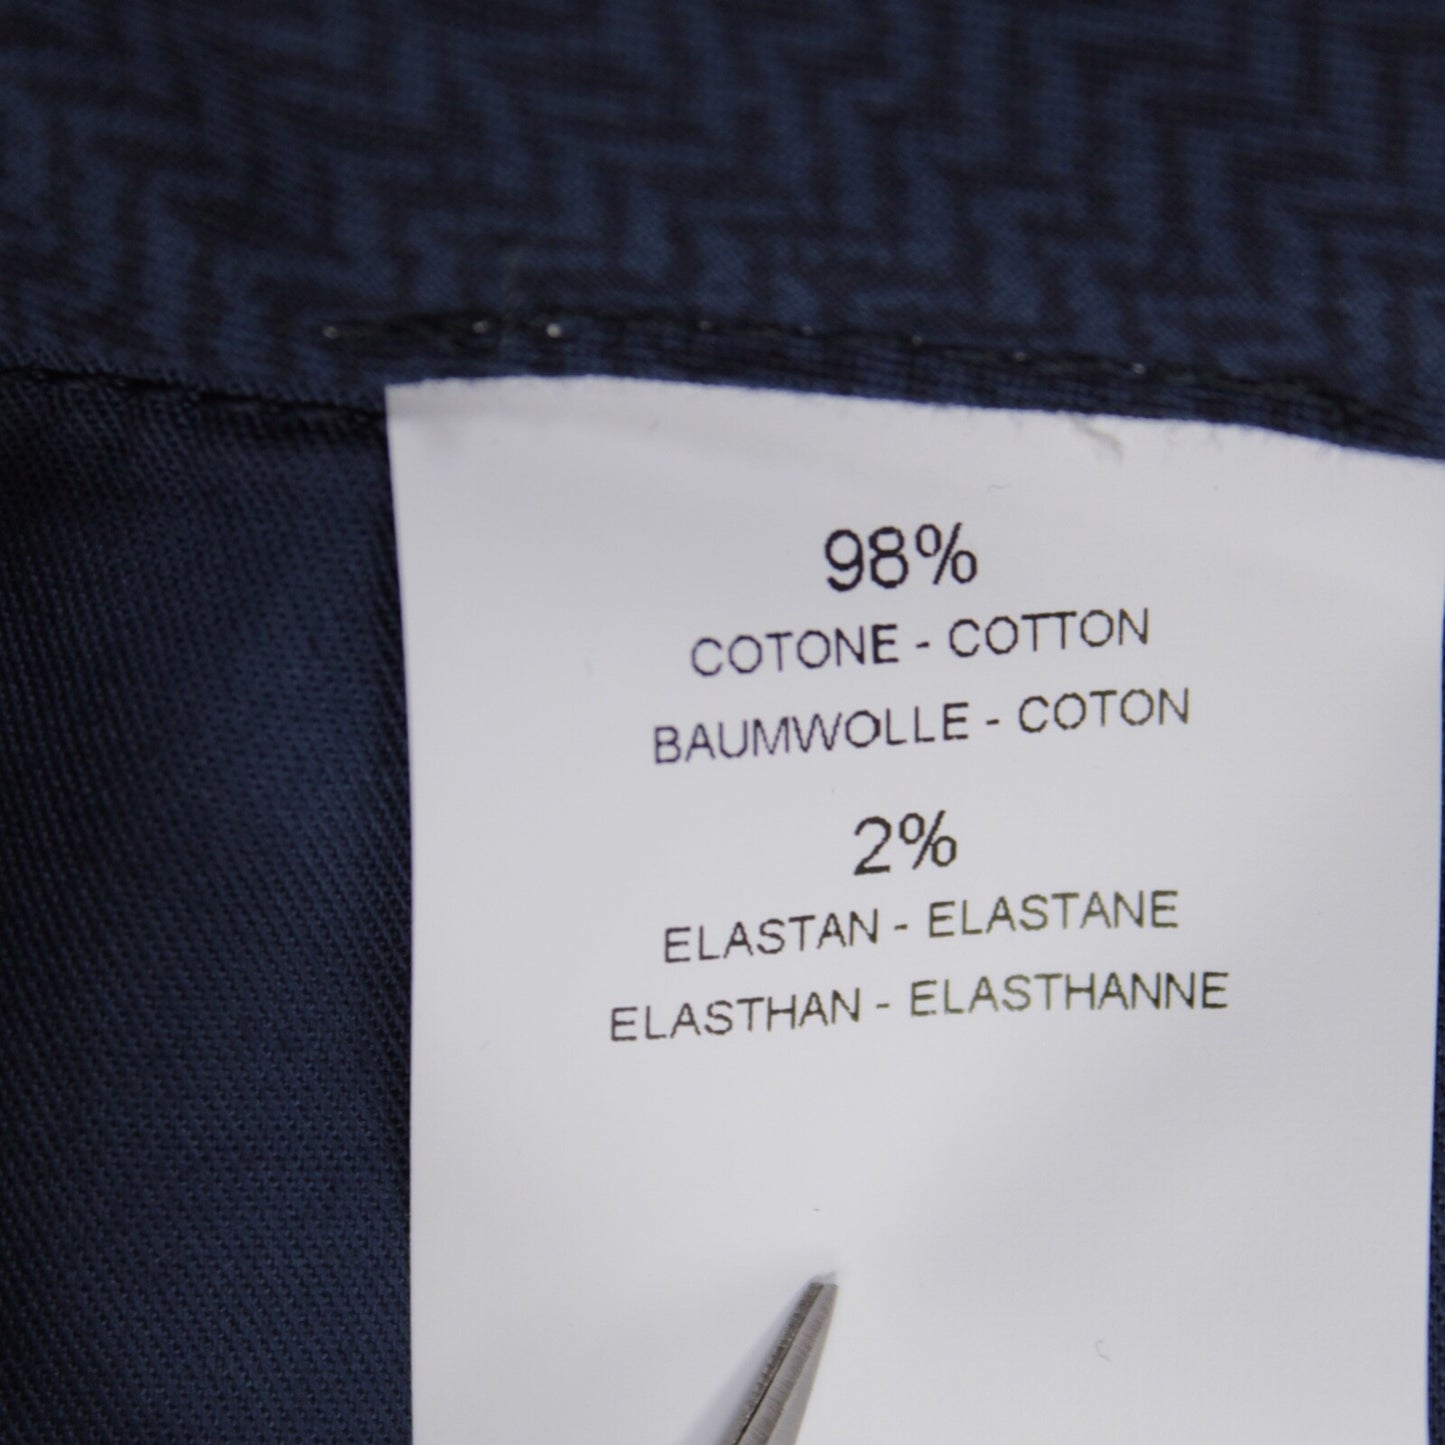 98%
COTONE - COTTON
BAUMWOLLE - COTON
2%
ELASTAN - ELASTANE
ELASTHAN - ELASTHANNE